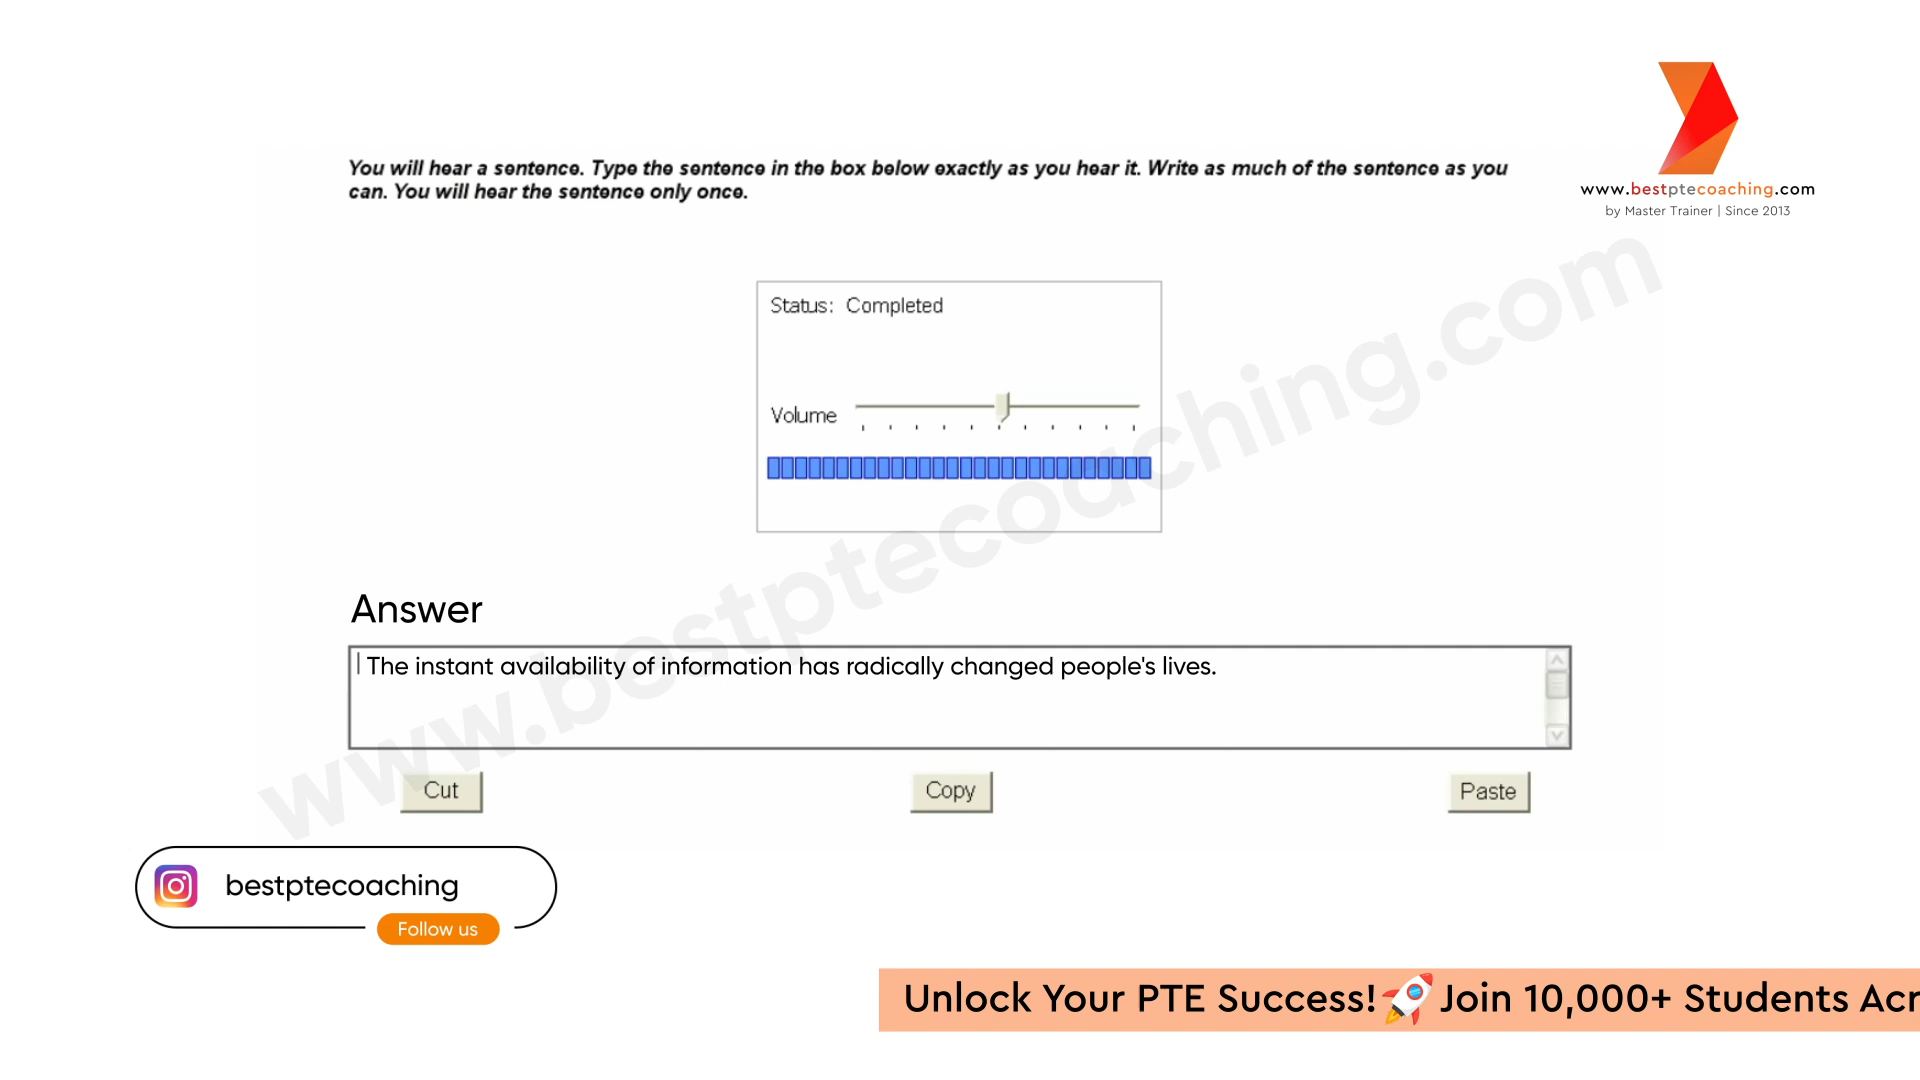 You will hear a sentence. Type the sentence in the box below exactly as you hear it. Write as much of the sentence as you
can. You will hear the sentence only once.
www.bestptecoaching.com
by Master Trainer | Since 2013
Status: Completed
Volume
www.bestptecoaching.com
Answer
The instant availability of information has radically changed people's lives.
Cut
Copy
Paste
bestptecoaching
Follow us
Unlock Your PTE Success!🚀Join 10,000+ Students Acr